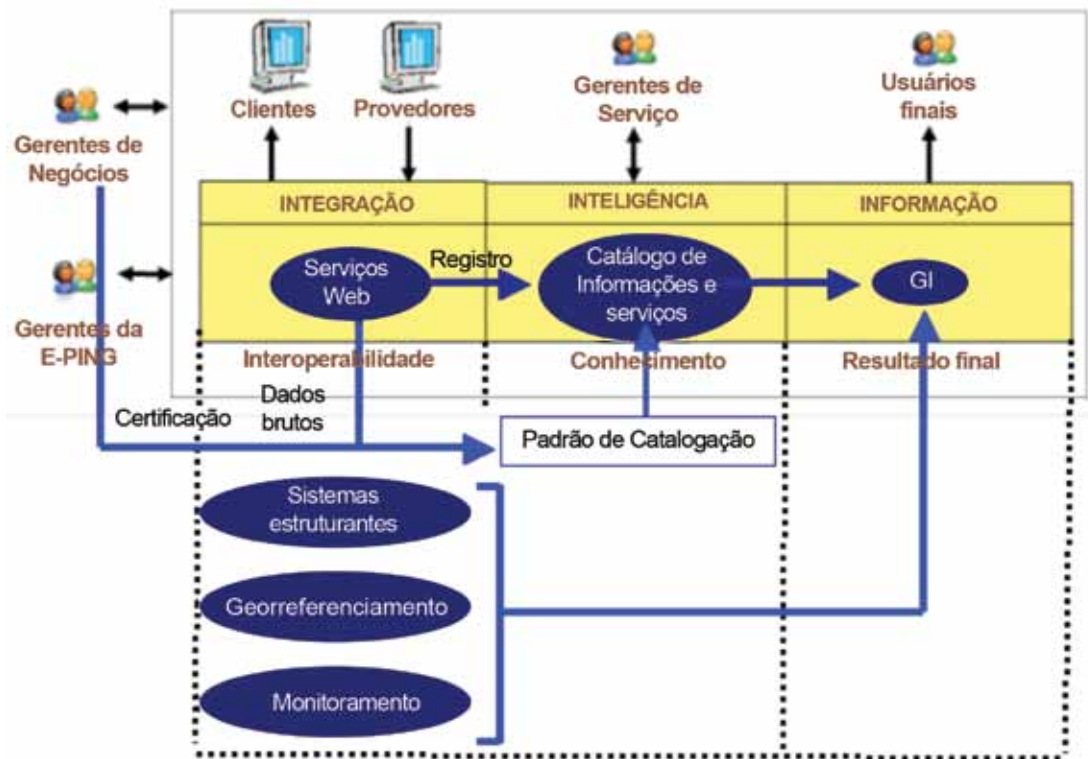 Clientes
Provedores
Gerentes de
Serviço
Usuários
finais
Gerentes de
Negócios
INTEGRAÇÃO
INTELIGÊNCIA
INFORMAÇÃO
Serviços
Web
Registro
Catálogo de
Informações e
serviços
GI
Gerentes da
E-PING
Interoperabilidade
Conhecimento
Resultado final
Certificação
Dados
brutos
Padrão de Catalogação
Sistemas
estruturantes
Georreferenciamento
Monitoramento